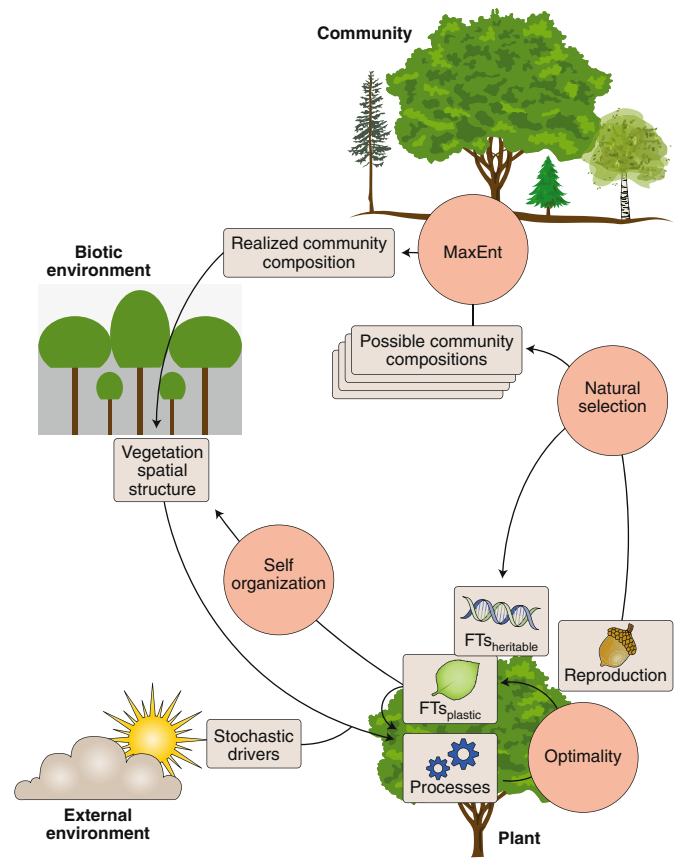 Community
Realized community
composition
MaxEnt
Biotic
environment
Possible community
compositions
Natural
selection
Vegetation
spatial
structure
Self
organization
FTsheritable
Reproduction
FTsplastic
Stochastic
drivers
Optimality
Processes
External
environment
Plant